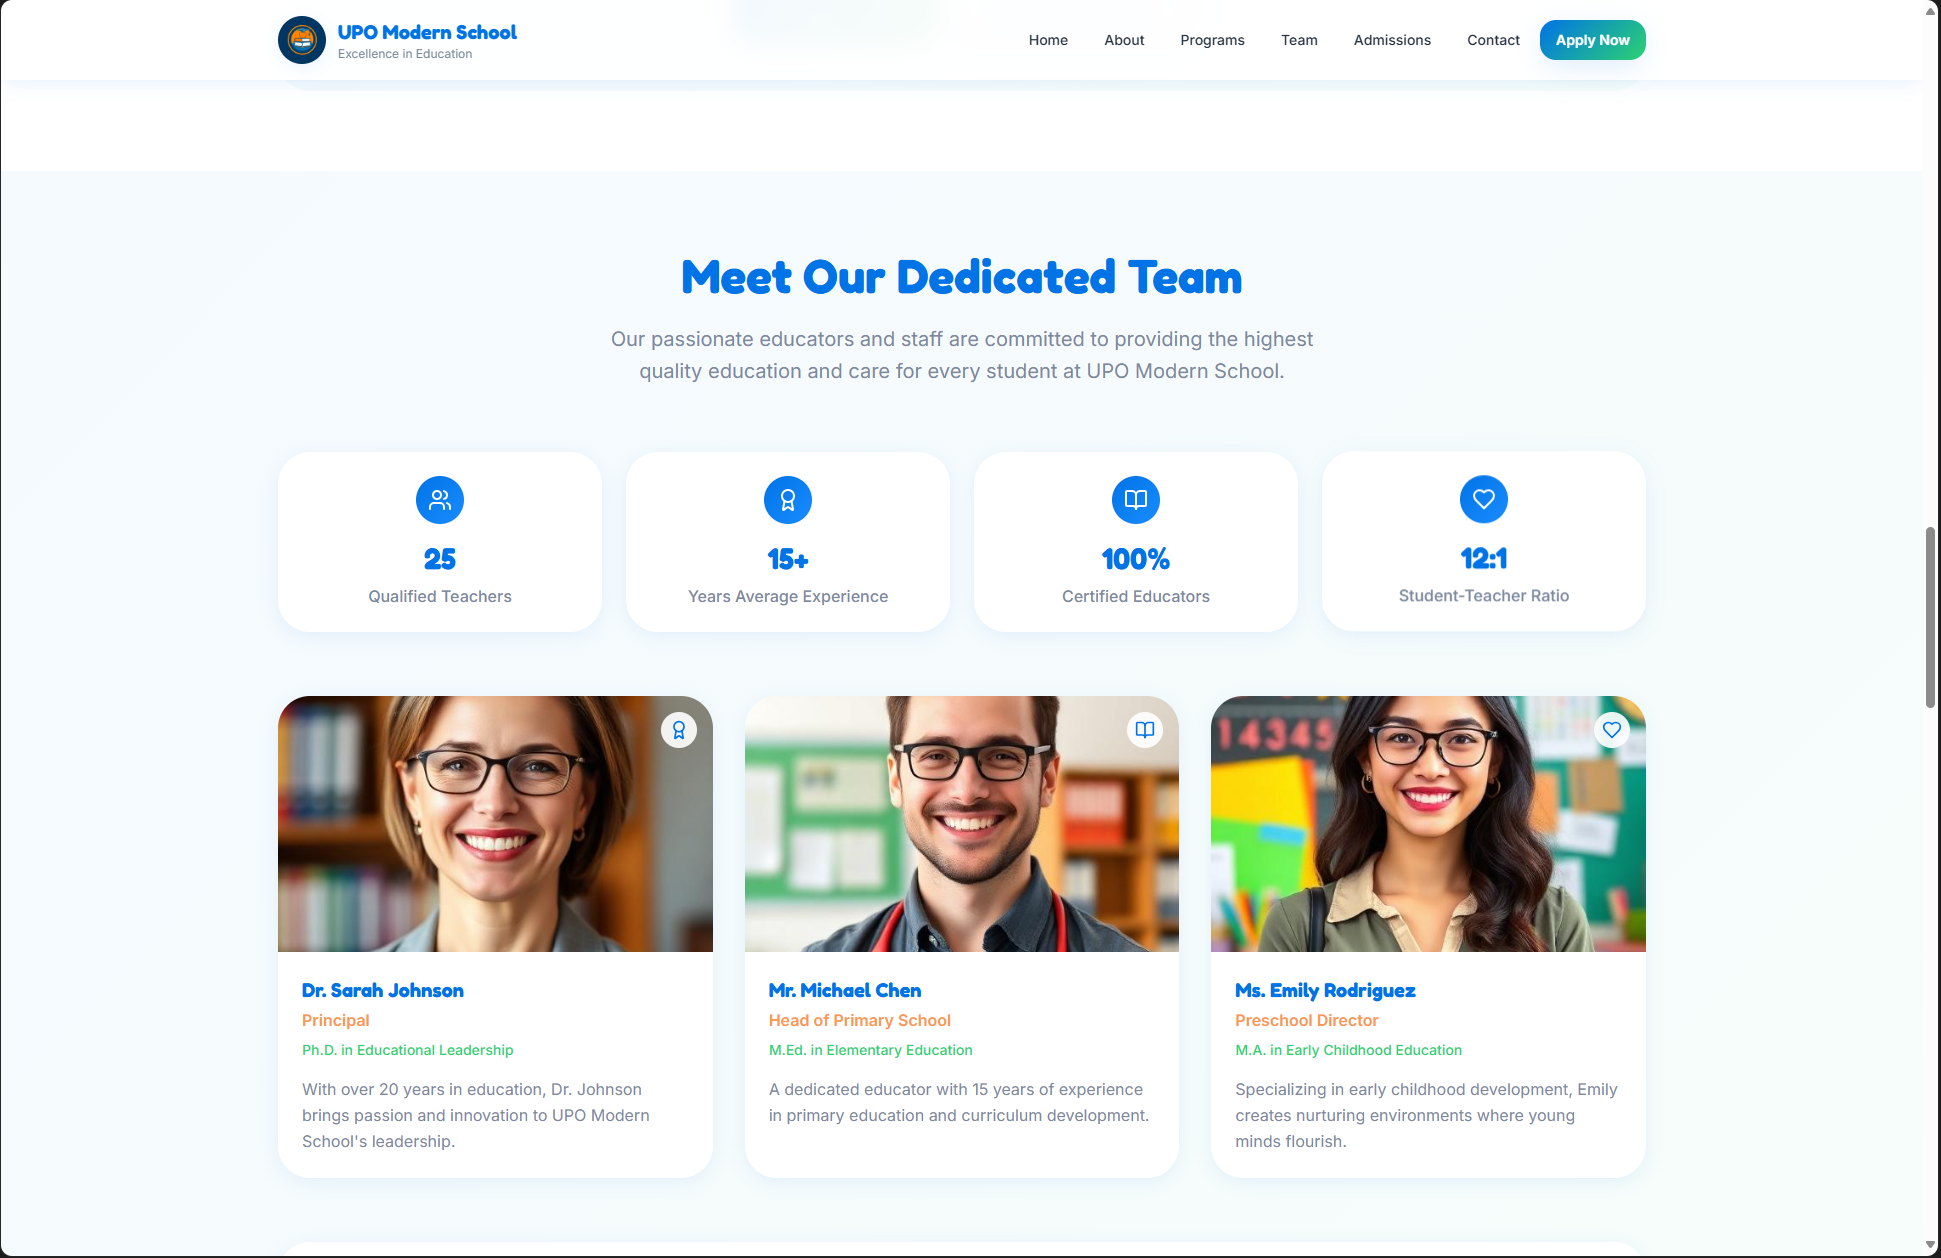 UPO Modern School
Excellence in Education
Home
About
Programs
Team
Admissions
Contact
Apply Now
Meet Our Dedicated Team
Our passionate educators and staff are committed to providing the highest
quality education and care for every student at UPO Modern School.
25
Qualified Teachers
15+
Years Average Experience
100%
Certified Educators
12:1
Student-Teacher Ratio
14345
Dr. Sarah Johnson
Principal
Ph.D. in Educational Leadership
With over 20 years in education, Dr. Johnson
brings passion and innovation to UPO Modern
School's leadership.
Mr. Michael Chen
Head of Primary School
M.Ed. in Elementary Education
A dedicated educator with 15 years of experience
in primary education and curriculum development.
Ms. Emily Rodriguez
Preschool Director
M.A. in Early Childhood Education
Specializing in early childhood development, Emily
creates nurturing environments where young
minds flourish.